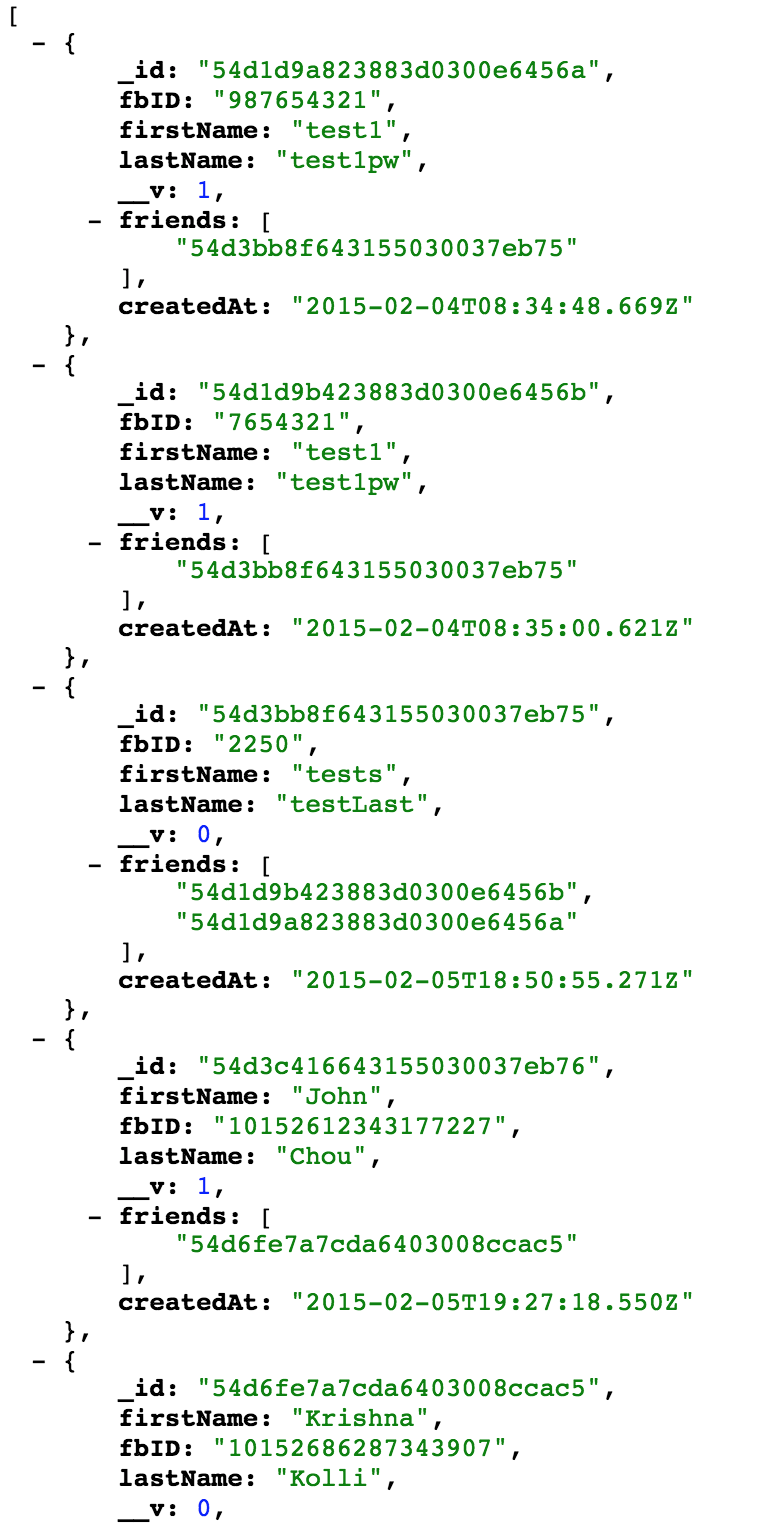 [
- {
_id: "54d1d9a823883d0300e6456a",
fbID: "987654321",
firstName: "test1",
lastName: "test1pw",
__v: 1,
- friends: [
"54d3bb8f643155030037eb75"
],
createdAt: "2015-02-04T08:34:48.669Z"
},
- {
_id: "54d1d9b423883d0300e6456b",
fbID: "7654321",
firstName: "test1",
lastName: "test1pw",
__v: 1,
- friends: [
"54d3bb8f643155030037eb75"
],
createdAt: "2015-02-04T08:35:00.621Z"
},
- {
_id: "54d3bb8f643155030037eb75",
fbID: "2250",
firstName: "tests",
lastName: "testLast",
__v: 0,
- friends: [
"54d1d9b423883d0300e6456b",
"54d1d9a823883d0300e6456a"
],
createdAt: "2015-02-05T18:50:55.271Z"
},
- {
_id: "54d3c416643155030037eb76",
firstName: "John",
fbID: "10152612343177227",
lastName: "Chou",
__v: 1,
- friends: [
"54d6fe7a7cda6403008ccac5"
],
createdAt: "2015-02-05T19:27:18.550Z"
},
- {
_id: "54d6fe7a7cda6403008ccac5",
firstName: "Krishna",
fbID: "10152686287343907",
lastName: "Kolli",
__v: 0,